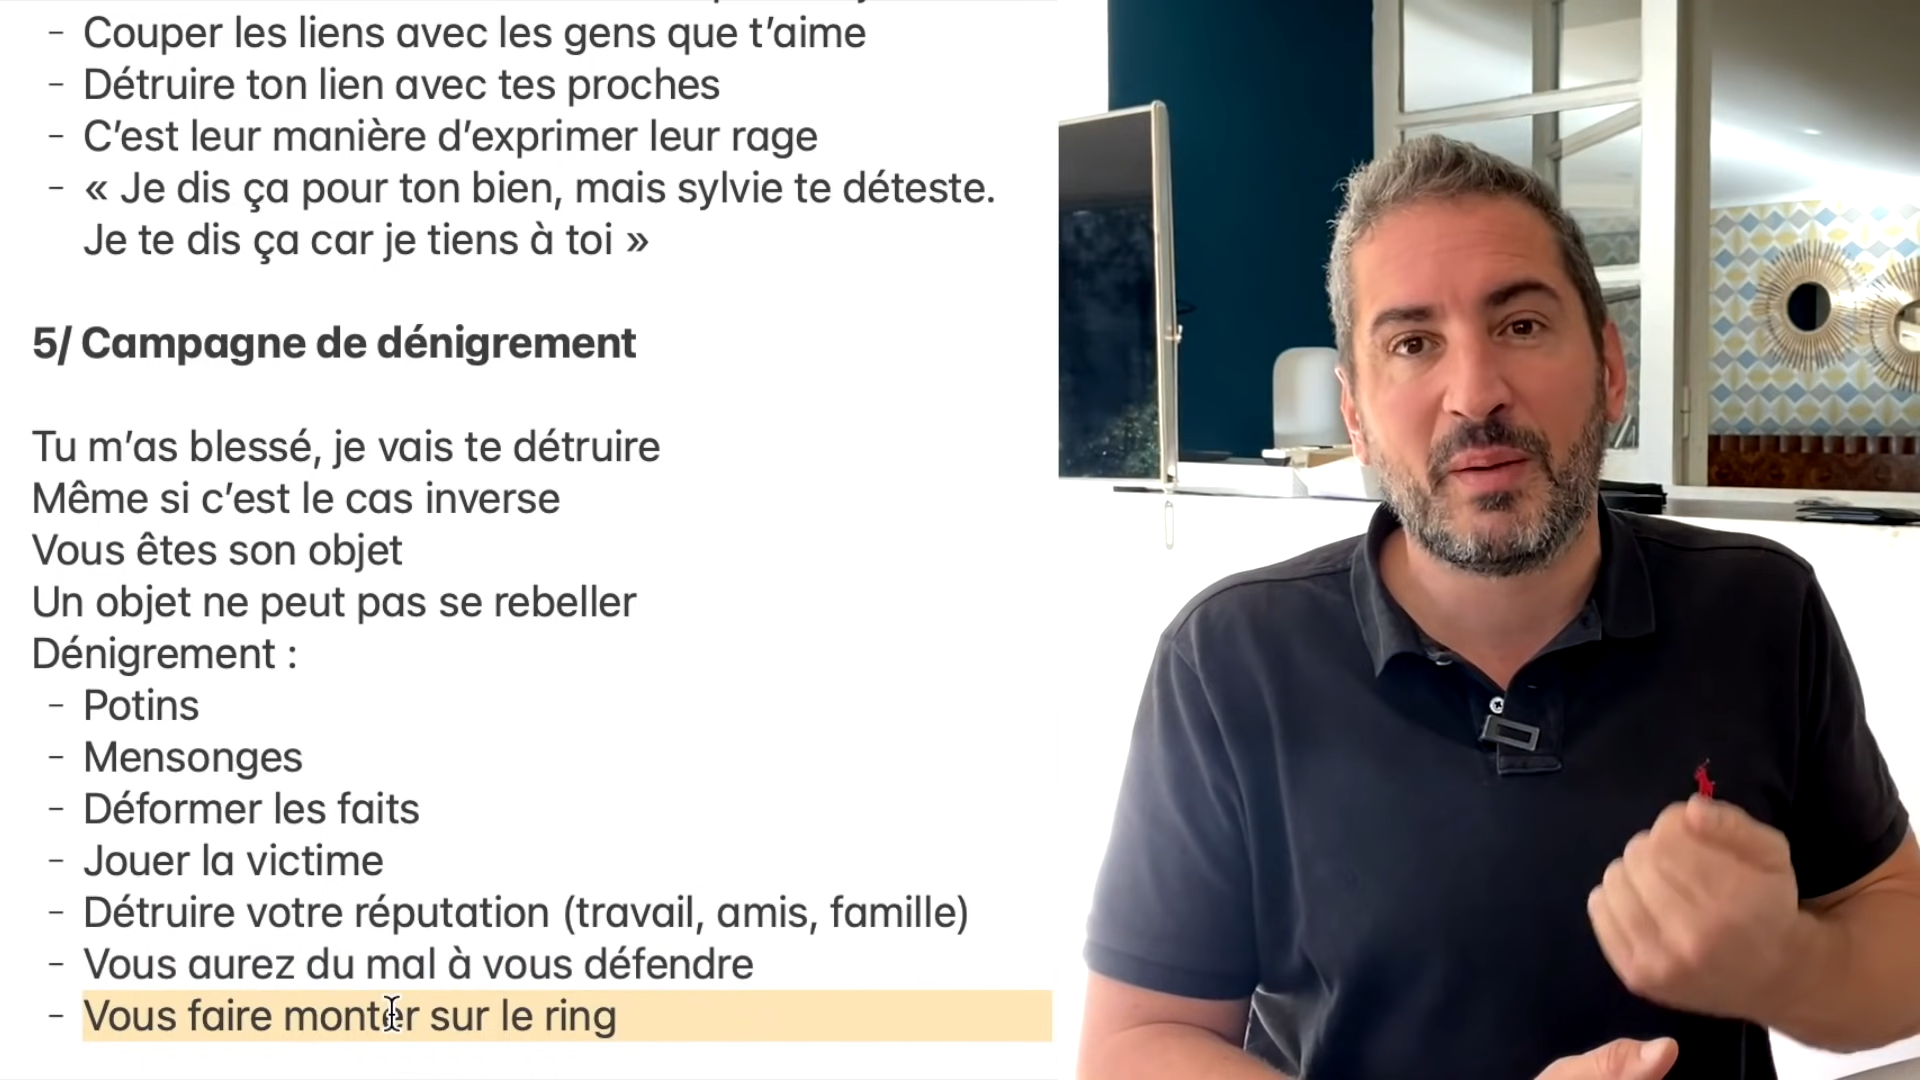 - Couper les liens avec les gens que t’aime
- Détruire ton lien avec tes proches
- C’est leur manière d’exprimer leur rage
- « Je dis ça pour ton bien, mais sylvie te déteste.
Je te dis ça car je tiens à toi »
5/ Campagne de dénigrement
Tu m’as blessé, je vais te détruire
Même si c’est le cas inverse
Vous êtes son objet
Un objet ne peut pas se rebeller
Dénigrement :
- Potins
- Mensonges
- Déformer les faits
- Jouer la victime
- Détruire votre réputation (travail, amis, famille)
- Vous aurez du mal à vous défendre
- Vous faire monter sur le ring